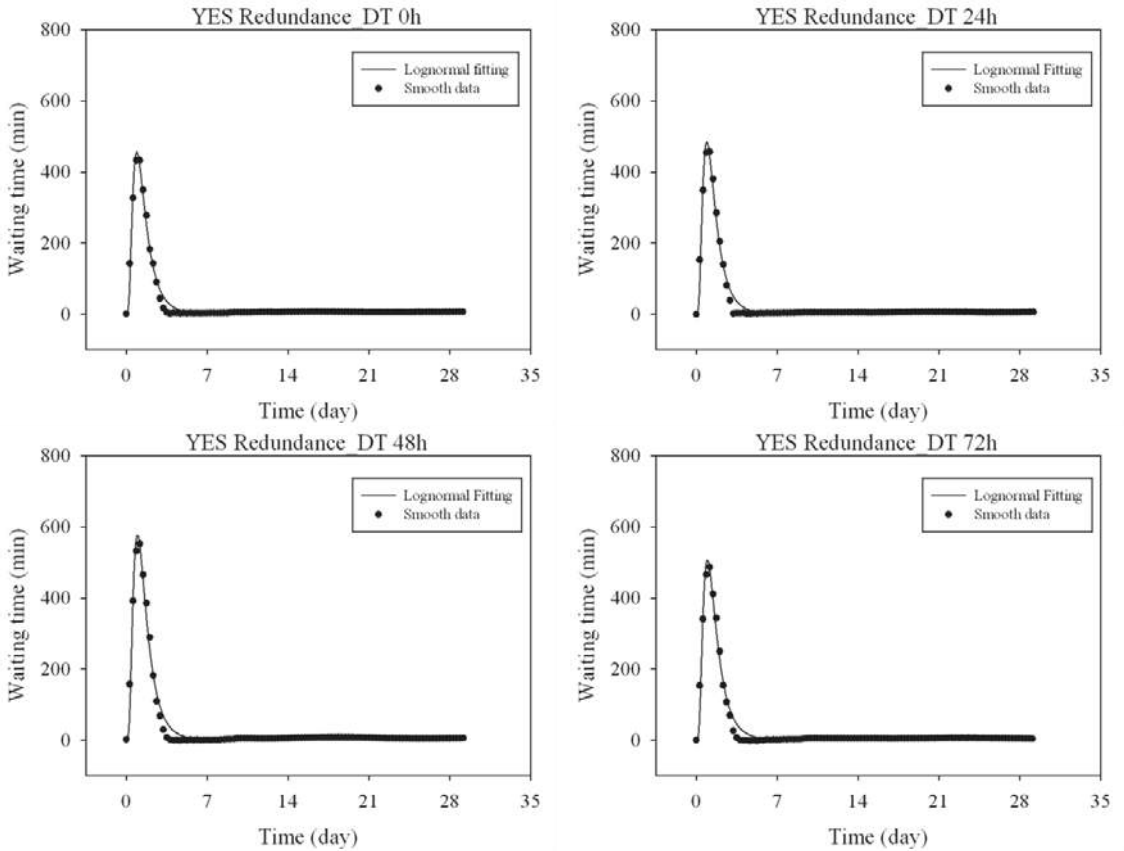 YES Redundance_DT 0h
800
600
400
200
0
Waiting time (min)
Lognormal fitting
Smooth data
0 7 14 21 28 35
Time (day)
YES Redundance_DT 24h
800
600
400
200
0
Waiting time (min)
Lognormal Fitting
Smooth data
0 7 14 21 28 35
Time (day)
YES Redundance_DT 48h
800
600
400
200
0
Waiting time (min)
Lognormal Fitting
Smooth data
0 7 14 21 28 35
Time (day)
YES Redundance_DT 72h
800
600
400
200
0
Waiting time (min)
Lognormal Fitting
Smooth data
0 7 14 21 28 35
Time (day)